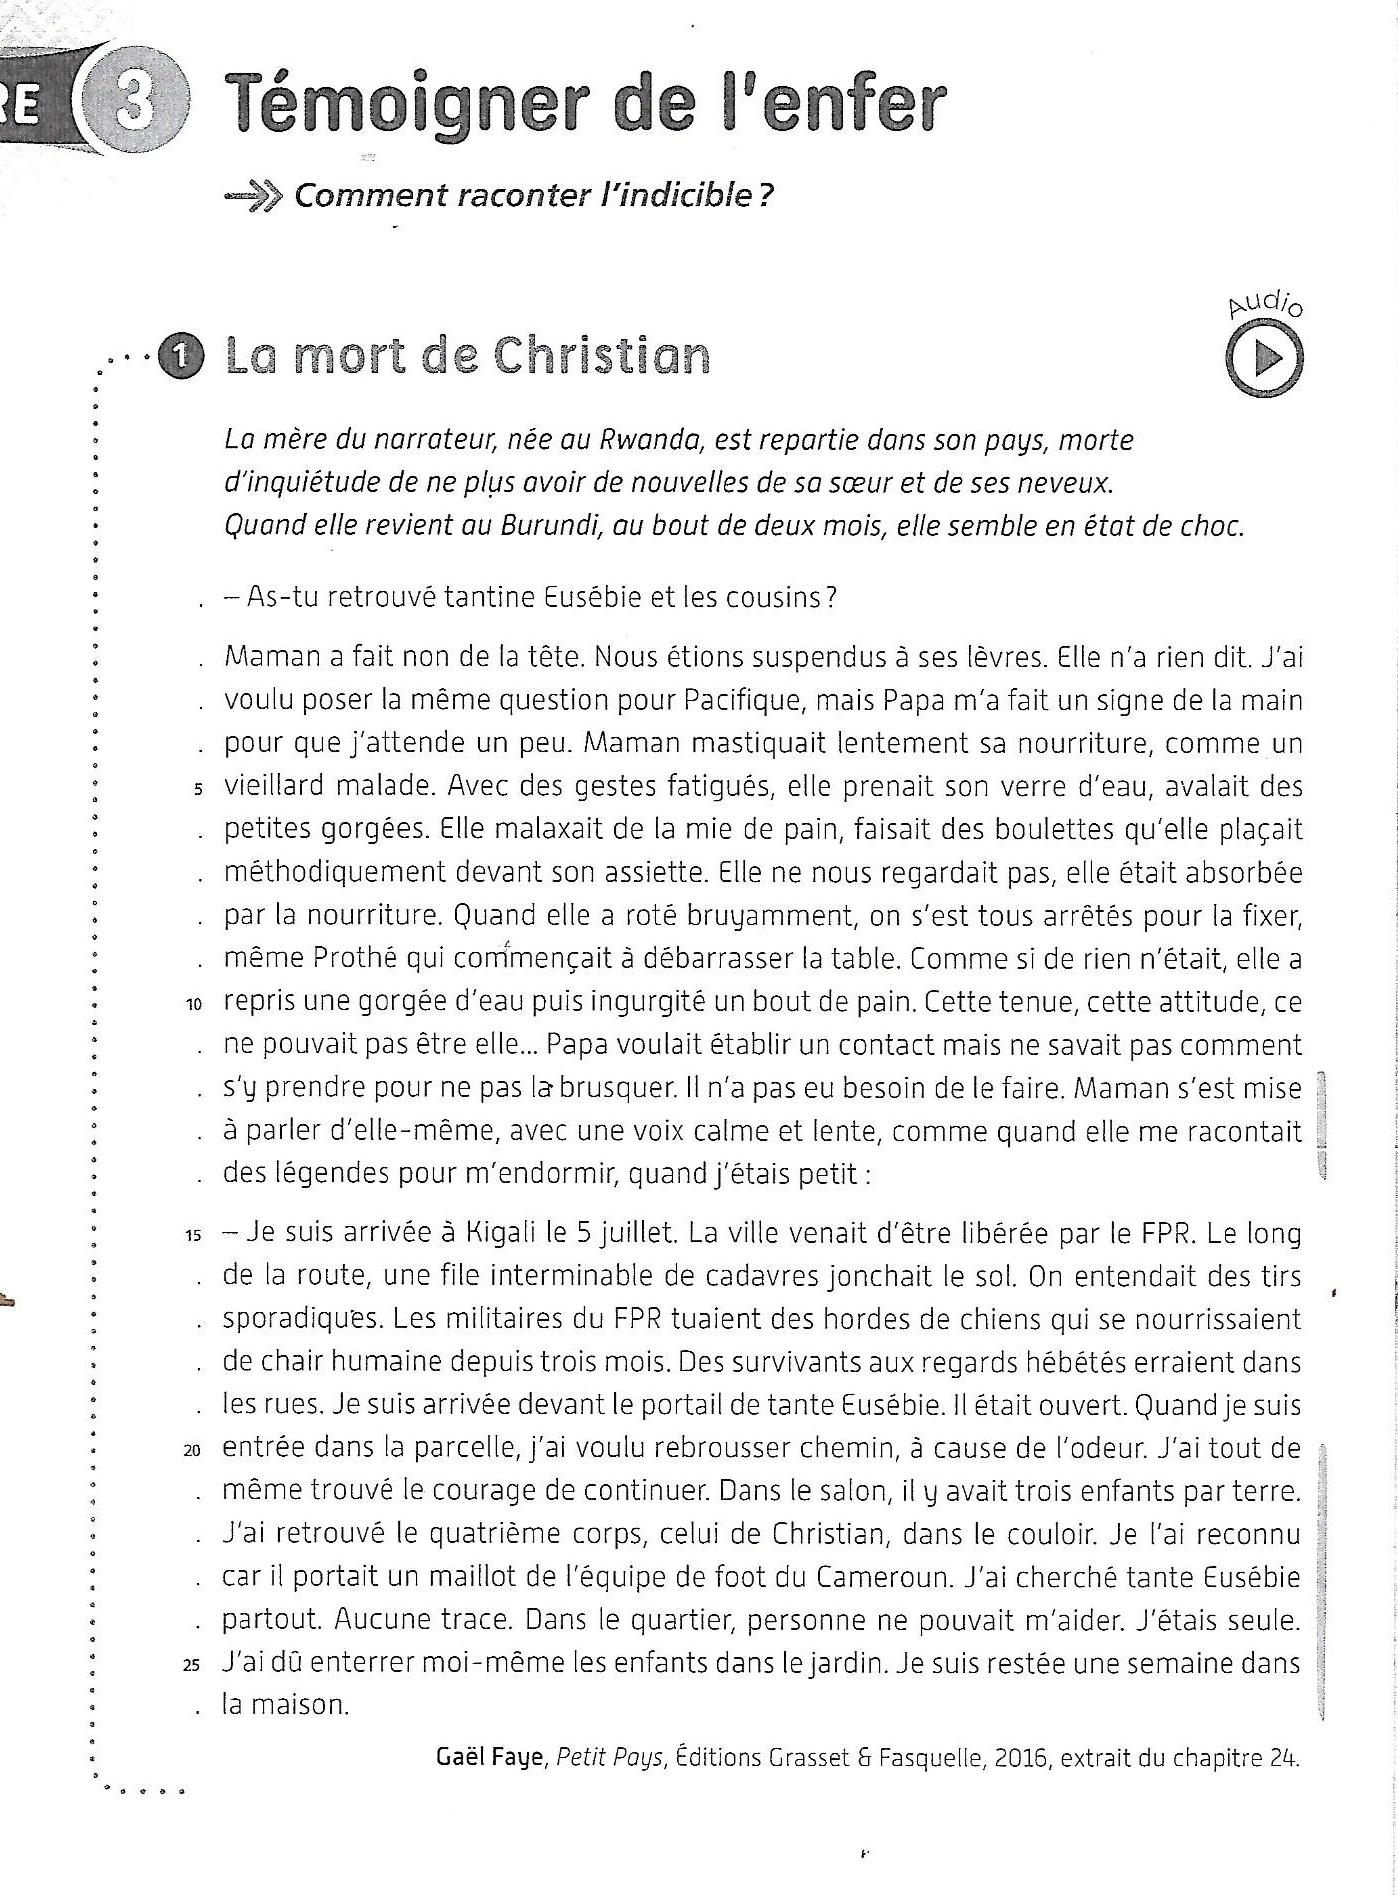 RE 3 Témoigner de l'enfer
Comment raconter l'indicible ?
Audio
1 La mort de Christian
La mère du narrateur, née au Rwanda, est repartie dans son pays, morte
d'inquiétude de ne plus avoir de nouvelles de sa sœur et de ses neveux.
Quand elle revient au Burundi, au bout de deux mois, elle semble en état de choc.
. – As-tu retrouvé tantine Eusébie et les cousins ?
. Maman a fait non de la tête. Nous étions suspendus à ses lèvres. Elle n'a rien dit. J'ai
. voulu poser la même question pour Pacifique, mais Papa m'a fait un signe de la main
. pour que j'attende un peu. Maman mastiquait lentement sa nourriture, comme un
5 vieillard malade. Avec des gestes fatigués, elle prenait son verre d'eau, avalait des
. petites gorgées. Elle malaxait de la mie de pain, faisait des boulettes qu'elle plaçait
. méthodiquement devant son assiette. Elle ne nous regardait pas, elle était absorbée
. par la nourriture. Quand elle a roté bruyamment, on s'est tous arrêtés pour la fixer,
. même Prothé qui commençait à débarrasser la table. Comme si de rien n'était, elle a
10 repris une gorgée d'eau puis ingurgité un bout de pain. Cette tenue, cette attitude, ce
. ne pouvait pas être elle... Papa voulait établir un contact mais ne savait pas comment
. s'y prendre pour ne pas la brusquer. Il n'a pas eu besoin de le faire. Maman s'est mise
. à parler d'elle-même, avec une voix calme et lente, comme quand elle me racontait
. des légendes pour m'endormir, quand j'étais petit :
15 – Je suis arrivée à Kigali le 5 juillet. La ville venait d'être libérée par le FPR. Le long
. de la route, une file interminable de cadavres jonchait le sol. On entendait des tirs
. sporadiques. Les militaires du FPR tuaient des hordes de chiens qui se nourrissaient
. de chair humaine depuis trois mois. Des survivants aux regards hébétés erraient dans
. les rues. Je suis arrivée devant le portail de tante Eusébie. Il était ouvert. Quand je suis
20 entrée dans la parcelle, j'ai voulu rebrousser chemin, à cause de l'odeur. J'ai tout de
. même trouvé le courage de continuer. Dans le salon, il y avait trois enfants par terre.
. J'ai retrouvé le quatrième corps, celui de Christian, dans le couloir. Je l'ai reconnu
. car il portait un maillot de l'équipe de foot du Cameroun. J'ai cherché tante Eusébie
. partout. Aucune trace. Dans le quartier, personne ne pouvait m'aider. J'étais seule.
25 J'ai dû enterrer moi-même les enfants dans le jardin. Je suis restée une semaine dans
. la maison.
Gaël Faye, Petit Pays, Éditions Grasset & Fasquelle, 2016, extrait du chapitre 24.